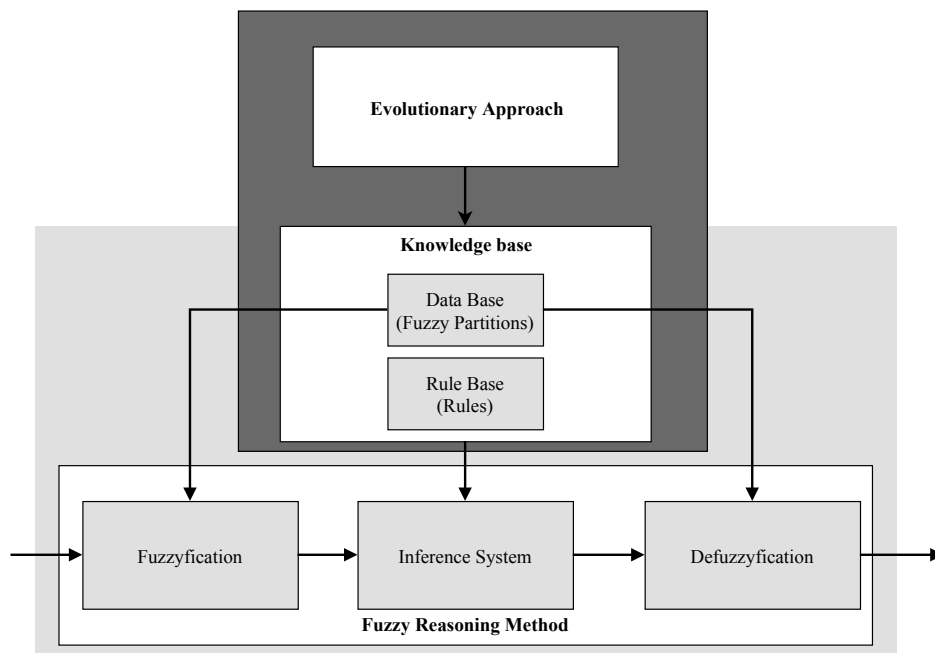 Evolutionary Approach
Knowledge base
Data Base
(Fuzzy Partitions)
Rule Base
(Rules)
Fuzzyfication
Inference System
Defuzzyfication
Fuzzy Reasoning Method